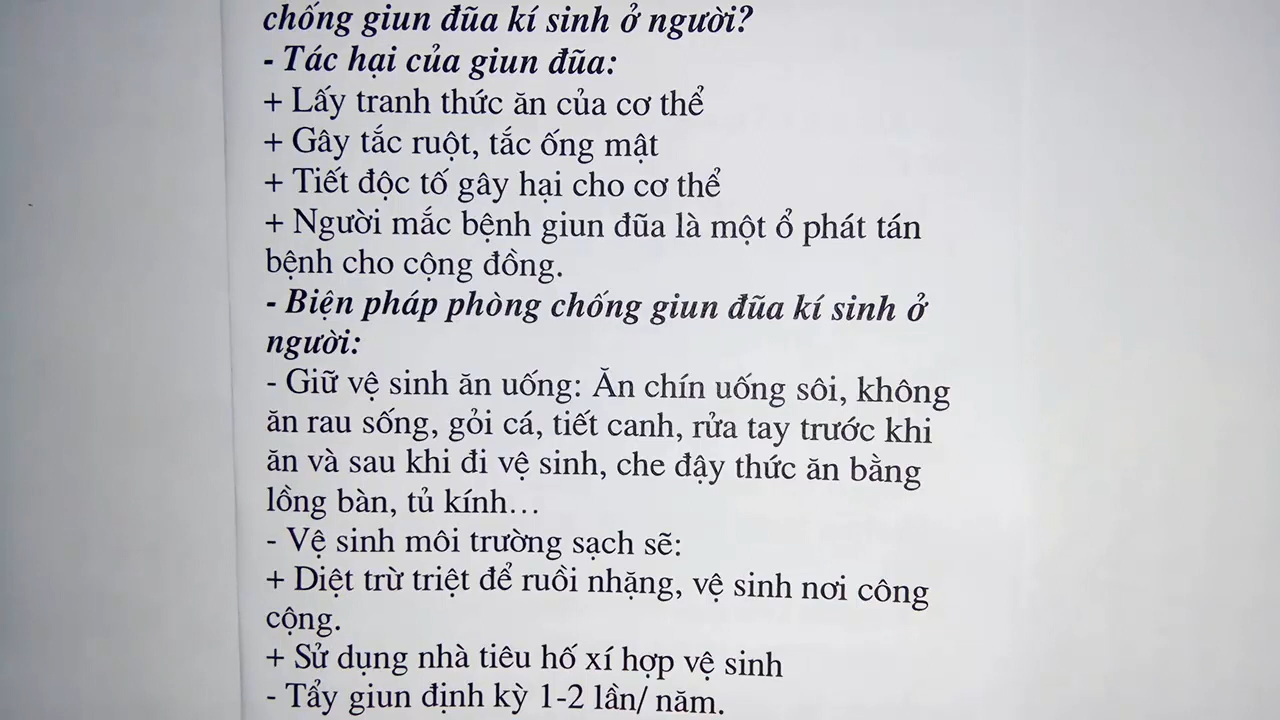 chống giun đũa kí sinh ở người?
- Tác hại của giun đũa:
+ Lấy tranh thức ăn của cơ thể
+ Gây tắc ruột, tắc ống mật
+ Tiết độc tố gây hại cho cơ thể
+ Người mắc bệnh giun đũa là một ổ phát tán
bệnh cho cộng đồng.
- Biện pháp phòng chống giun đũa kí sinh ở
người:
- Giữ vệ sinh ăn uống: Ăn chín uống sôi, không
ăn rau sống, gỏi cá, tiết canh, rửa tay trước khi
ăn và sau khi đi vệ sinh, che đậy thức ăn bằng
lồng bàn, tủ kính…
- Vệ sinh môi trường sạch sẽ:
+ Diệt trừ triệt để ruồi nhặng, vệ sinh nơi công
cộng.
+ Sử dụng nhà tiêu hố xí hợp vệ sinh
- Tẩy giun định kỳ 1-2 lần/ năm.